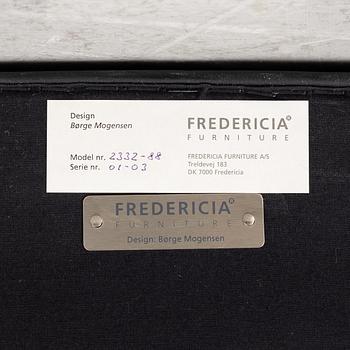 Design
Børge Mogensen
Model nr. 2332-88
Serie nr. 01-03
FREDERICIA®
FURNITURE
FREDERICIA FURNITURE A/S
Treldevej 183
DK 7000 Fredericia
FREDERICIA®
FURNITURE
Design: Børge Mogensen